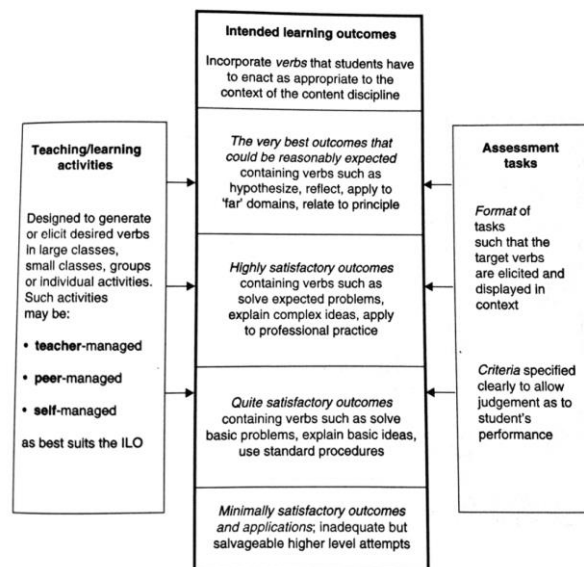 Intended learning outcomes
Incorporate verbs that students have
to enact as appropriate to the
context of the content discipline
Teaching/learning
activities
Designed to generate
or elicit desired verbs
in large classes,
small classes, groups
or individual activities.
Such activities
may be:
• teacher-managed
• peer-managed
• self-managed
as best suits the ILO
The very best outcomes that
could be reasonably expected
containing verbs such as
hypothesize, reflect, apply to
'far' domains, relate to principle
Highly satisfactory outcomes
containing verbs such as
solve expected problems,
explain complex ideas, apply
to professional practice
Quite satisfactory outcomes
containing verbs such as solve
basic problems, explain basic ideas,
use standard procedures
Minimally satisfactory outcomes
and applications; inadequate but
salvageable higher level attempts
Assessment
tasks
Format of
tasks
such that the
target verbs
are elicited and
displayed in
context
Criteria specified
clearly to allow
judgement as to
student's
performance